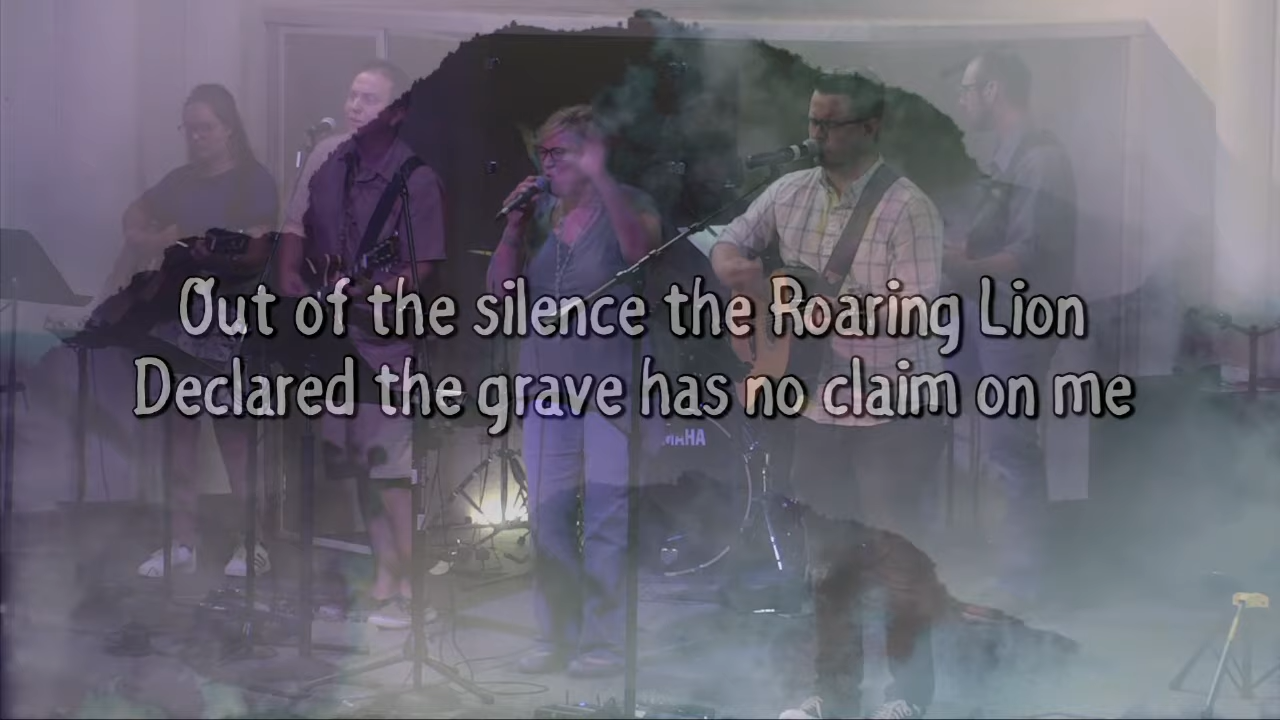 Out of the silence the Roaring Lion
Declared the grave has no claim on me